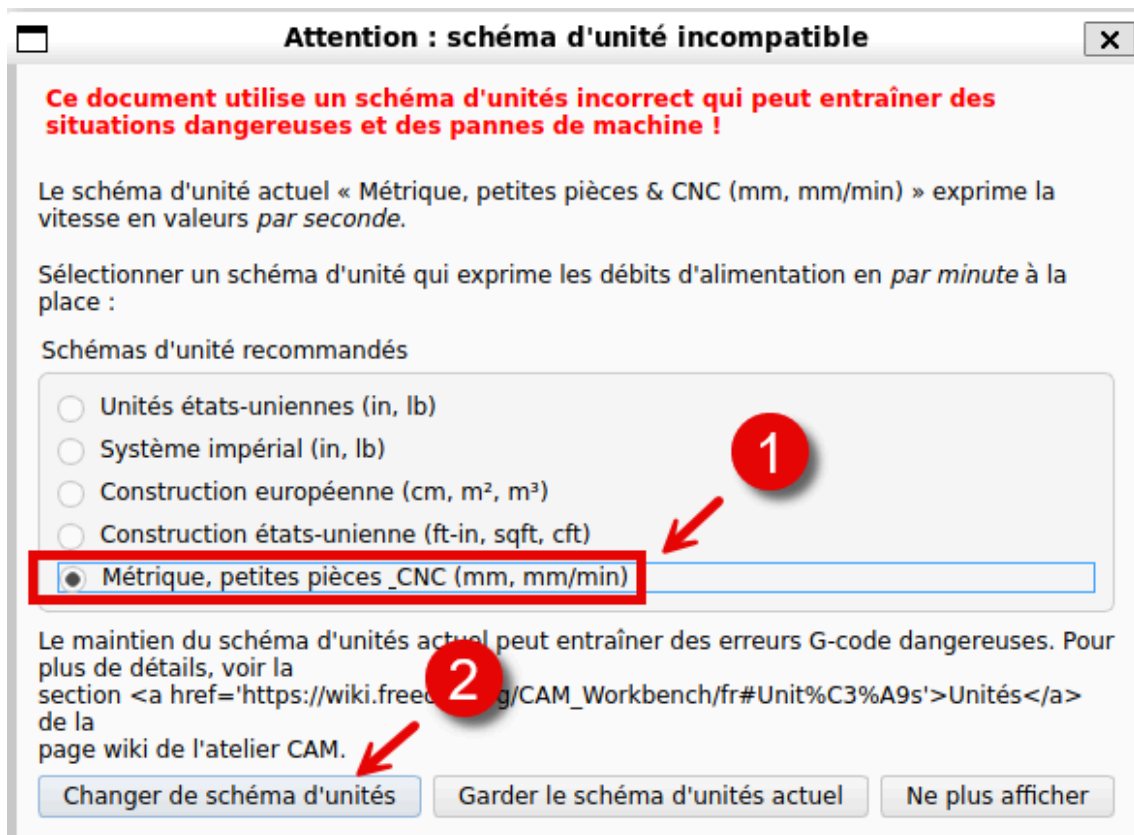 Attention : schéma d'unité incompatible
Ce document utilise un schéma d'unités incorrect qui peut entraîner des
situations dangereuses et des pannes de machine !
Le schéma d'unité actuel « Métrique, petites pièces & CNC (mm, mm/min) » exprime la
vitesse en valeurs par seconde.
Sélectionner un schéma d'unité qui exprime les débits d'alimentation en par minute à la
place :
Schémas d'unité recommandés
Unités états-uniennes (in, lb)
Système impérial (in, lb)
1
Construction européenne (cm, m², m³)
Construction états-unienne (ft-in, sqft, cft)
Métrique, petites pièces _CNC (mm, mm/min)
Le maintien du schéma d'unités actuel peut entraîner des erreurs G-code dangereuses. Pour
plus de détails, voir la
2
section <a href='https://wiki.freec g/CAM_Workbench/fr#Unit%C3%A9s'>Unités</a>
de la
page wiki de l'atelier CAM.
Changer de schéma d'unités Garder le schéma d'unités actuel Ne plus afficher